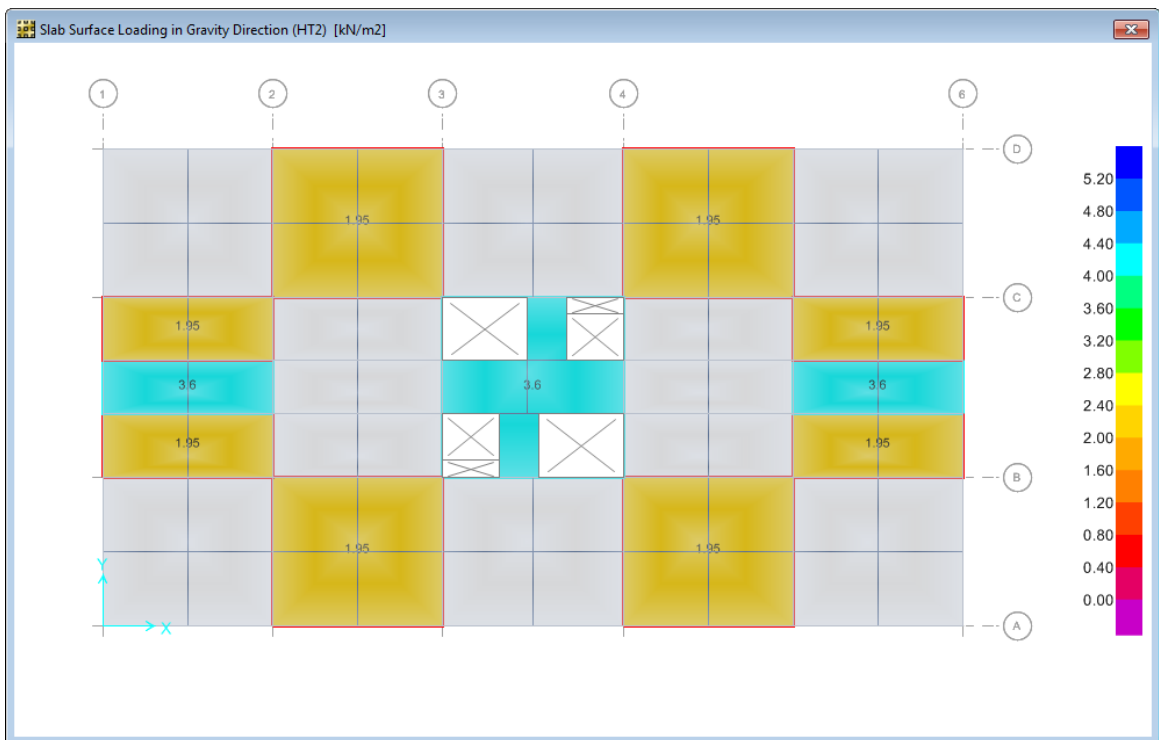 Slab Surface Loading in Gravity Direction (HT2) [kN/m2]
1 2 3 4 6
D
1.95 1.95
C
1.95 1.95
3.6 3.6 3.6
1.95 1.95
B
1.95 1.95
Y
X
A
5.20
4.80
4.40
4.00
3.60
3.20
2.80
2.40
2.00
1.60
1.20
0.80
0.40
0.00